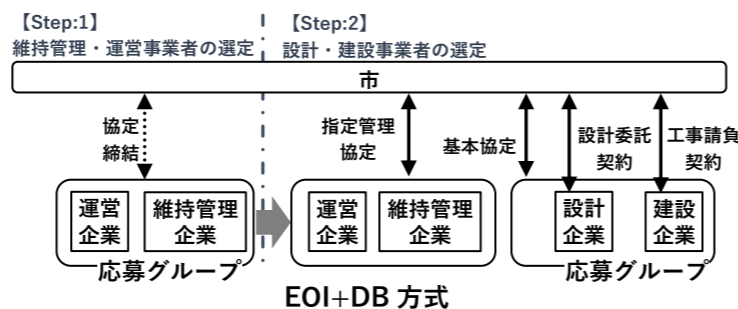 【Step:1】
維持管理・運営事業者の選定
【Step:2】
設計・建設事業者の選定
市
協定
締結
指定管理
協定
基本協定
設計委託
契約
工事請負
契約
運営
企業
維持管理
企業
応募グループ
運営
企業
維持管理
企業
設計
企業
建設
企業
応募グループ
EOI+DB 方式